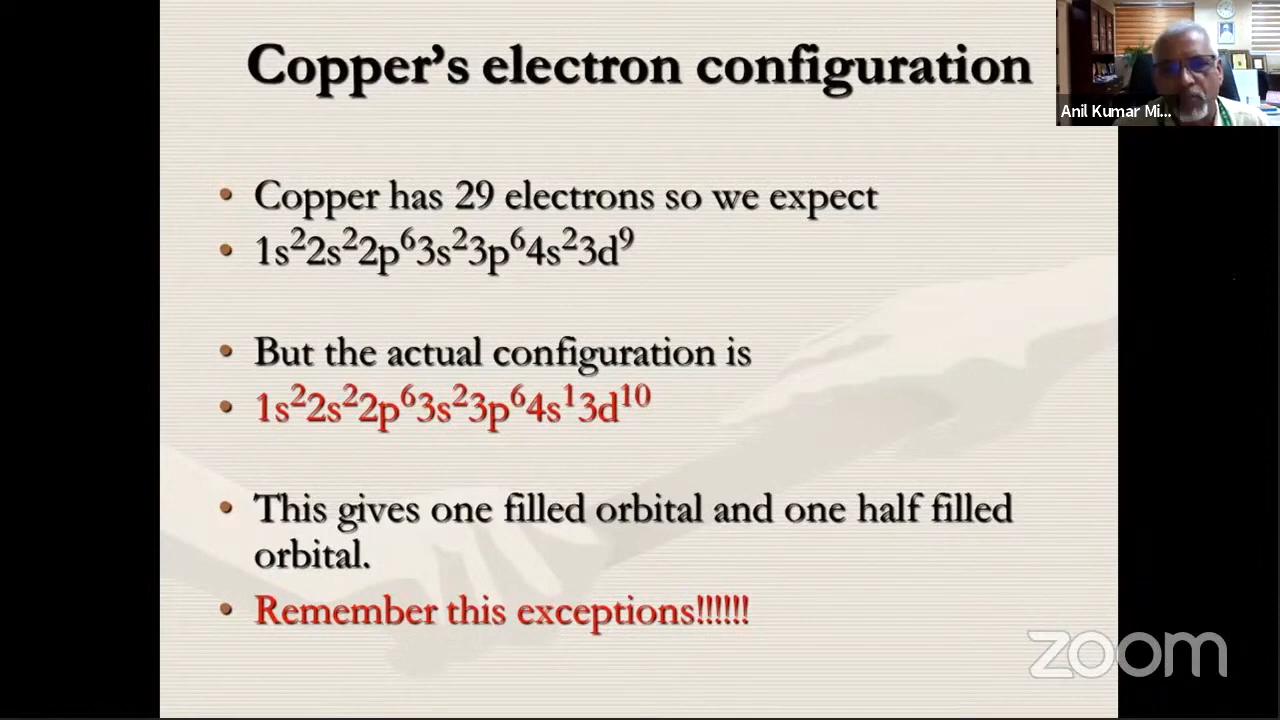 Copper's electron configuration
Anil Kumar Mi...
• Copper has 29 electrons so we expect
• 1s²2s²2p⁶3s²3p⁶4s²3d⁹
• But the actual configuration is
• 1s²2s²2p⁶3s²3p⁶4s¹3d¹⁰
• This gives one filled orbital and one half filled
orbital.
• Remember this exceptions!!!!!!
zoom